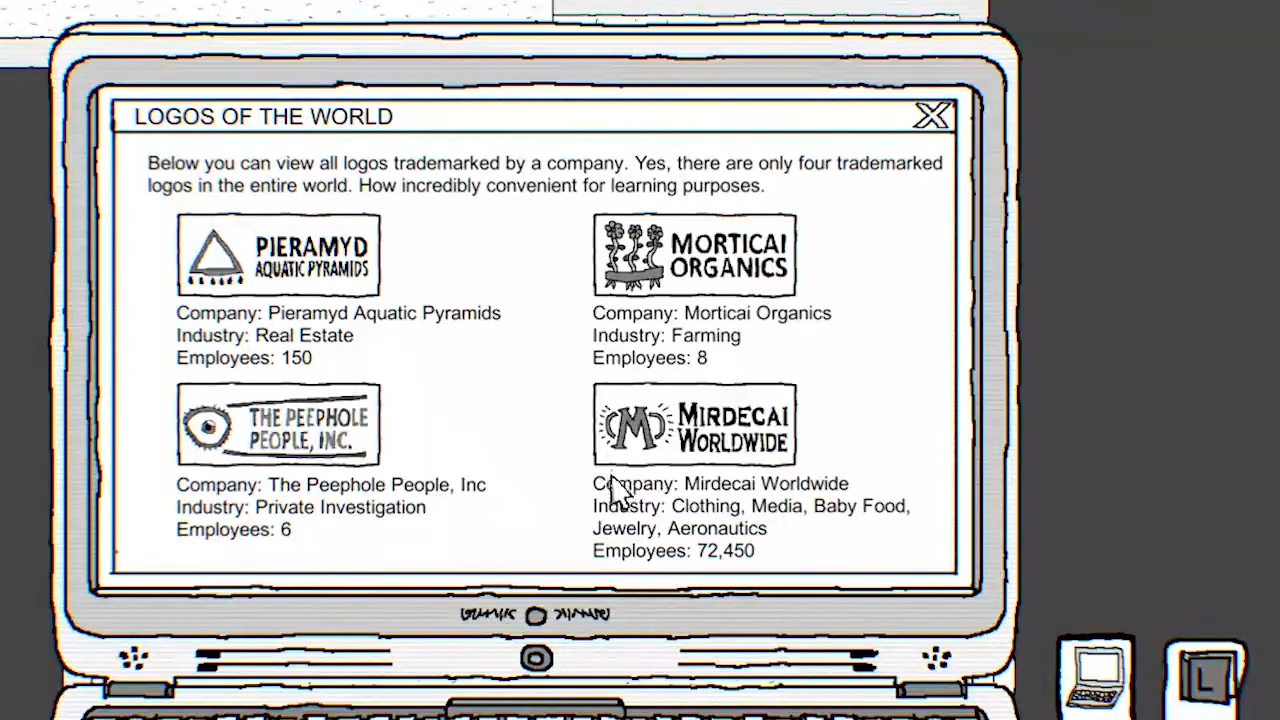 LOGOS OF THE WORLD
X
Below you can view all logos trademarked by a company. Yes, there are only four trademarked
logos in the entire world. How incredibly convenient for learning purposes.
PIERAMYD
AQUATIC PYRAMIDS
Company: Pieramyd Aquatic Pyramids
Industry: Real Estate
Employees: 150
MORTICAI
ORGANICS
Company: Morticai Organics
Industry: Farming
Employees: 8
THE PEEPHOLE
PEOPLE, INC.
Company: The Peephole People, Inc
Industry: Private Investigation
Employees: 6
M
MIRDECAI
WORLDWIDE
Company: Mirdecai Worldwide
Industry: Clothing, Media, Baby Food,
Jewelry, Aeronautics
Employees: 72,450
L